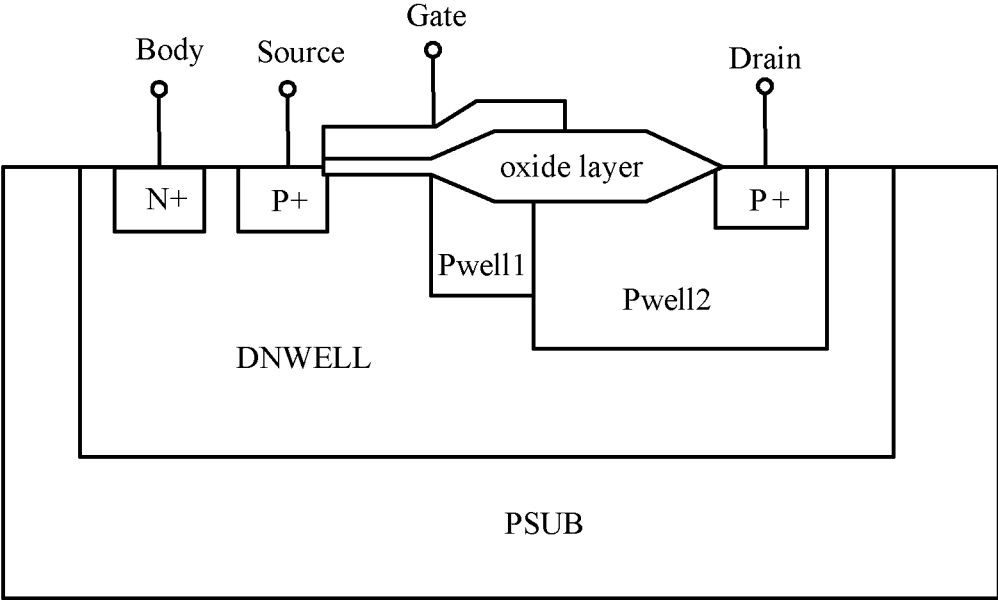 Gate
Body
Source
Drain
oxide layer
N+
P+
P +
Pwell1
Pwell2
DNWELL
PSUB